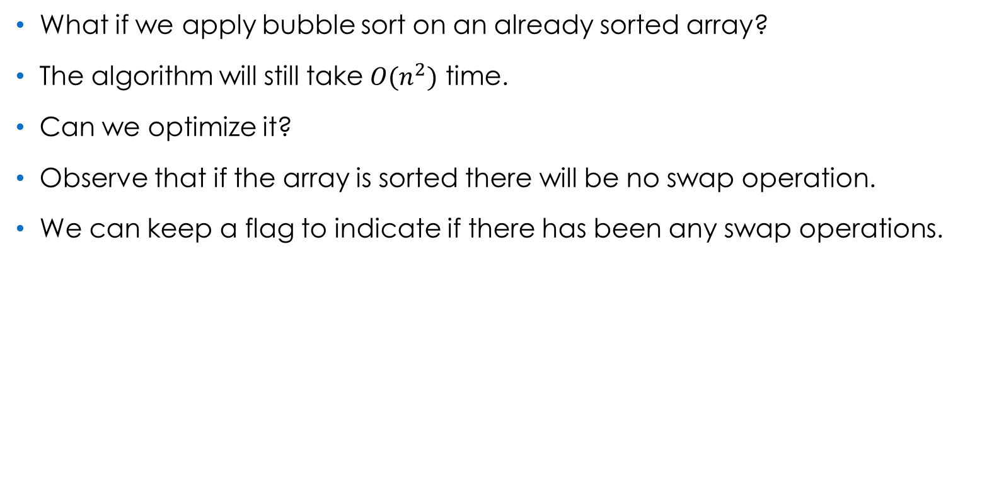 • What if we apply bubble sort on an already sorted array?
• The algorithm will still take O(n²) time.
• Can we optimize it?
• Observe that if the array is sorted there will be no swap operation.
• We can keep a flag to indicate if there has been any swap operations.